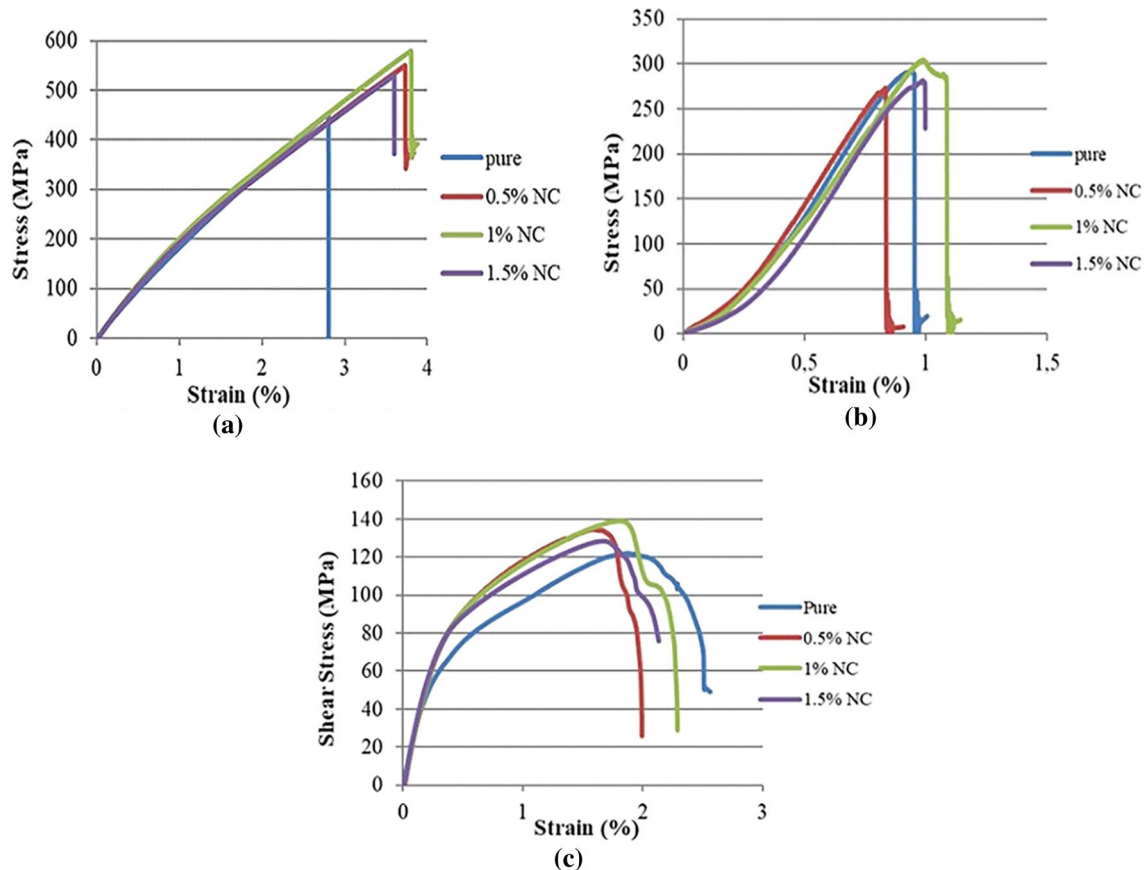 600
500
400
300
200
100
0
Stress (MPa)
0 1 2 3 4
Strain (%)
pure
0.5% NC
1% NC
1.5% NC
(a)
350
300
250
200
150
100
50
0
Stress (MPa)
0 0,5 1 1,5
Strain (%)
pure
0.5% NC
1% NC
1.5% NC
(b)
160
140
120
100
80
60
40
20
0
Shear Stress (MPa)
0 1 2 3
Strain (%)
Pure
0.5% NC
1% NC
1.5% NC
(c)